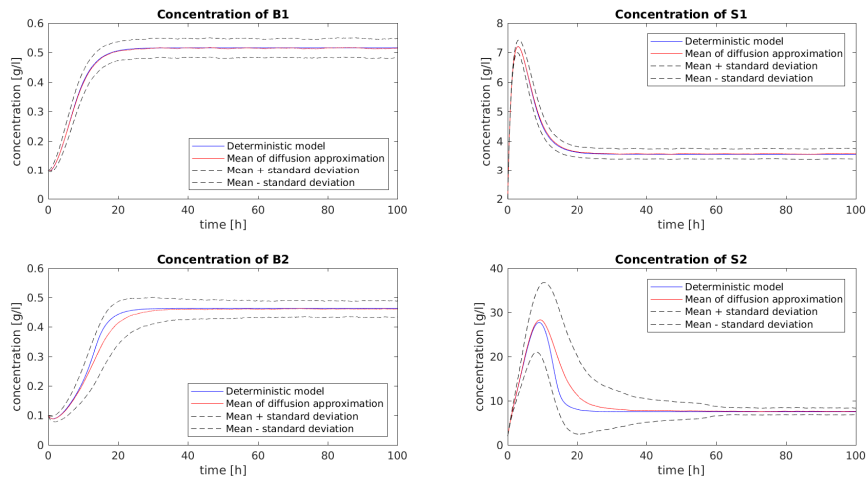 Concentration of B1
concentration [g/l]
0.6
0.5
0.4
0.3
0.2
0.1
0
0 20 40 60 80 100
time [h]
Deterministic model
Mean of diffusion approximation
Mean + standard deviation
Mean - standard deviation
Concentration of S1
concentration [g/l]
8
7
6
5
4
3
2
0 20 40 60 80 100
time [h]
Deterministic model
Mean of diffusion approximation
Mean + standard deviation
Mean - standard deviation
Concentration of B2
concentration [g/l]
0.6
0.5
0.4
0.3
0.2
0.1
0
0 20 40 60 80 100
time [h]
Deterministic model
Mean of diffusion approximation
Mean + standard deviation
Mean - standard deviation
Concentration of S2
concentration [g/l]
40
30
20
10
0
0 20 40 60 80 100
time [h]
Deterministic model
Mean of diffusion approximation
Mean + standard deviation
Mean - standard deviation